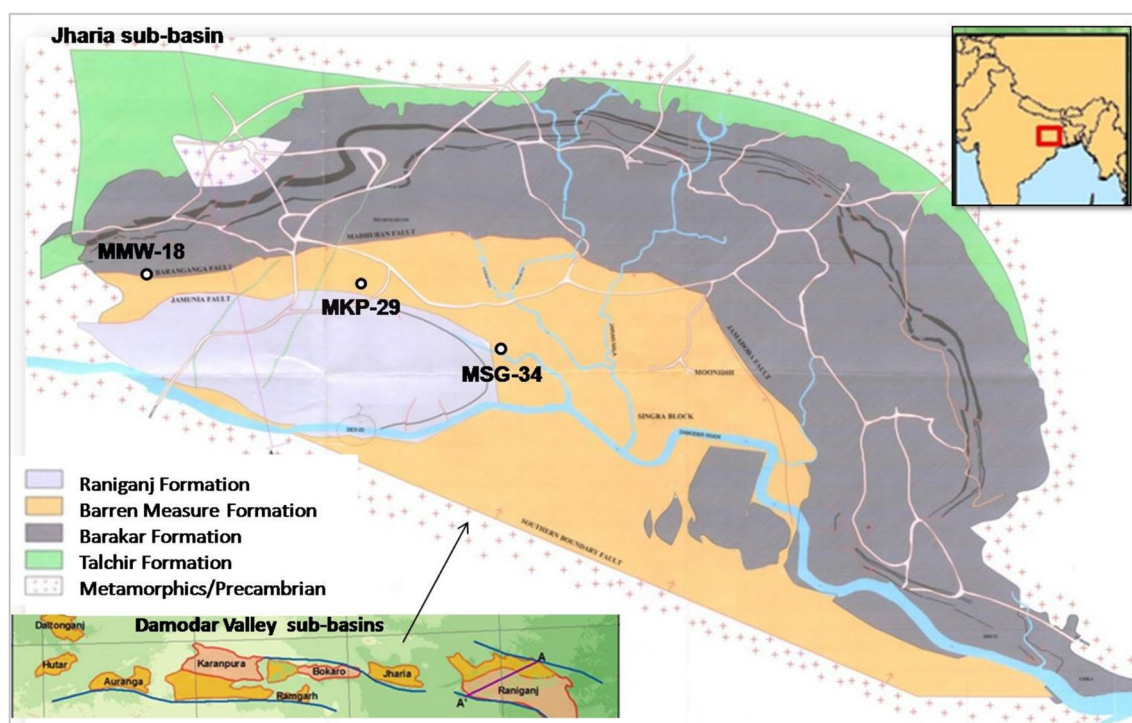 Jharia sub-basin
MADHUBAN FAULT
MMW-18
BARANGANGA FAULT
MKP-29
JAMUNIA FAULT
JAMADOBA FAULT
MSG-34
MOONIDIH
SINGRA BLOCK
DAMODER RIVER
SOUTHERN BOUNDARY FAULT
Raniganj Formation
Barren Measure Formation
Barakar Formation
Talchir Formation
Metamorphics/Precambrian
Damodar Valley sub-basins
Daltonganj
Hutar
Auranga
Karanpura
Bokaro
Ramgarh
Jharia
A
Raniganj
A'